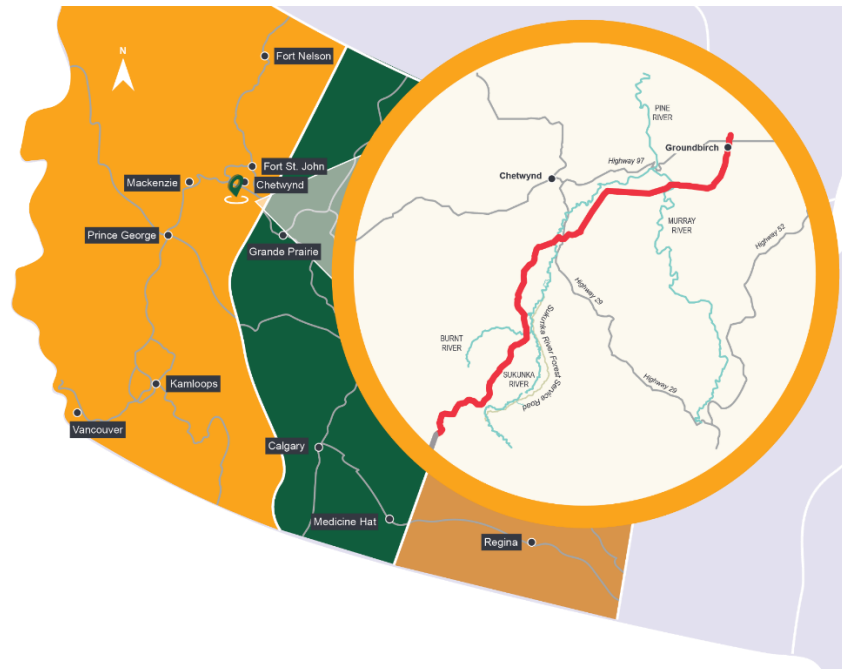 N
Fort Nelson
Fort St. John
Mackenzie
Chetwynd
Prince George
Grande Prairie
Kamloops
Vancouver
Calgary
Medicine Hat
Regina
PINE
RIVER
Groundbirch
Highway 97
Chetwynd
MURRAY
RIVER
Highway 52
Highway 29
BURNT
RIVER
Sukunka River Forest Service Road
SUKUNKA
RIVER
Highway 29